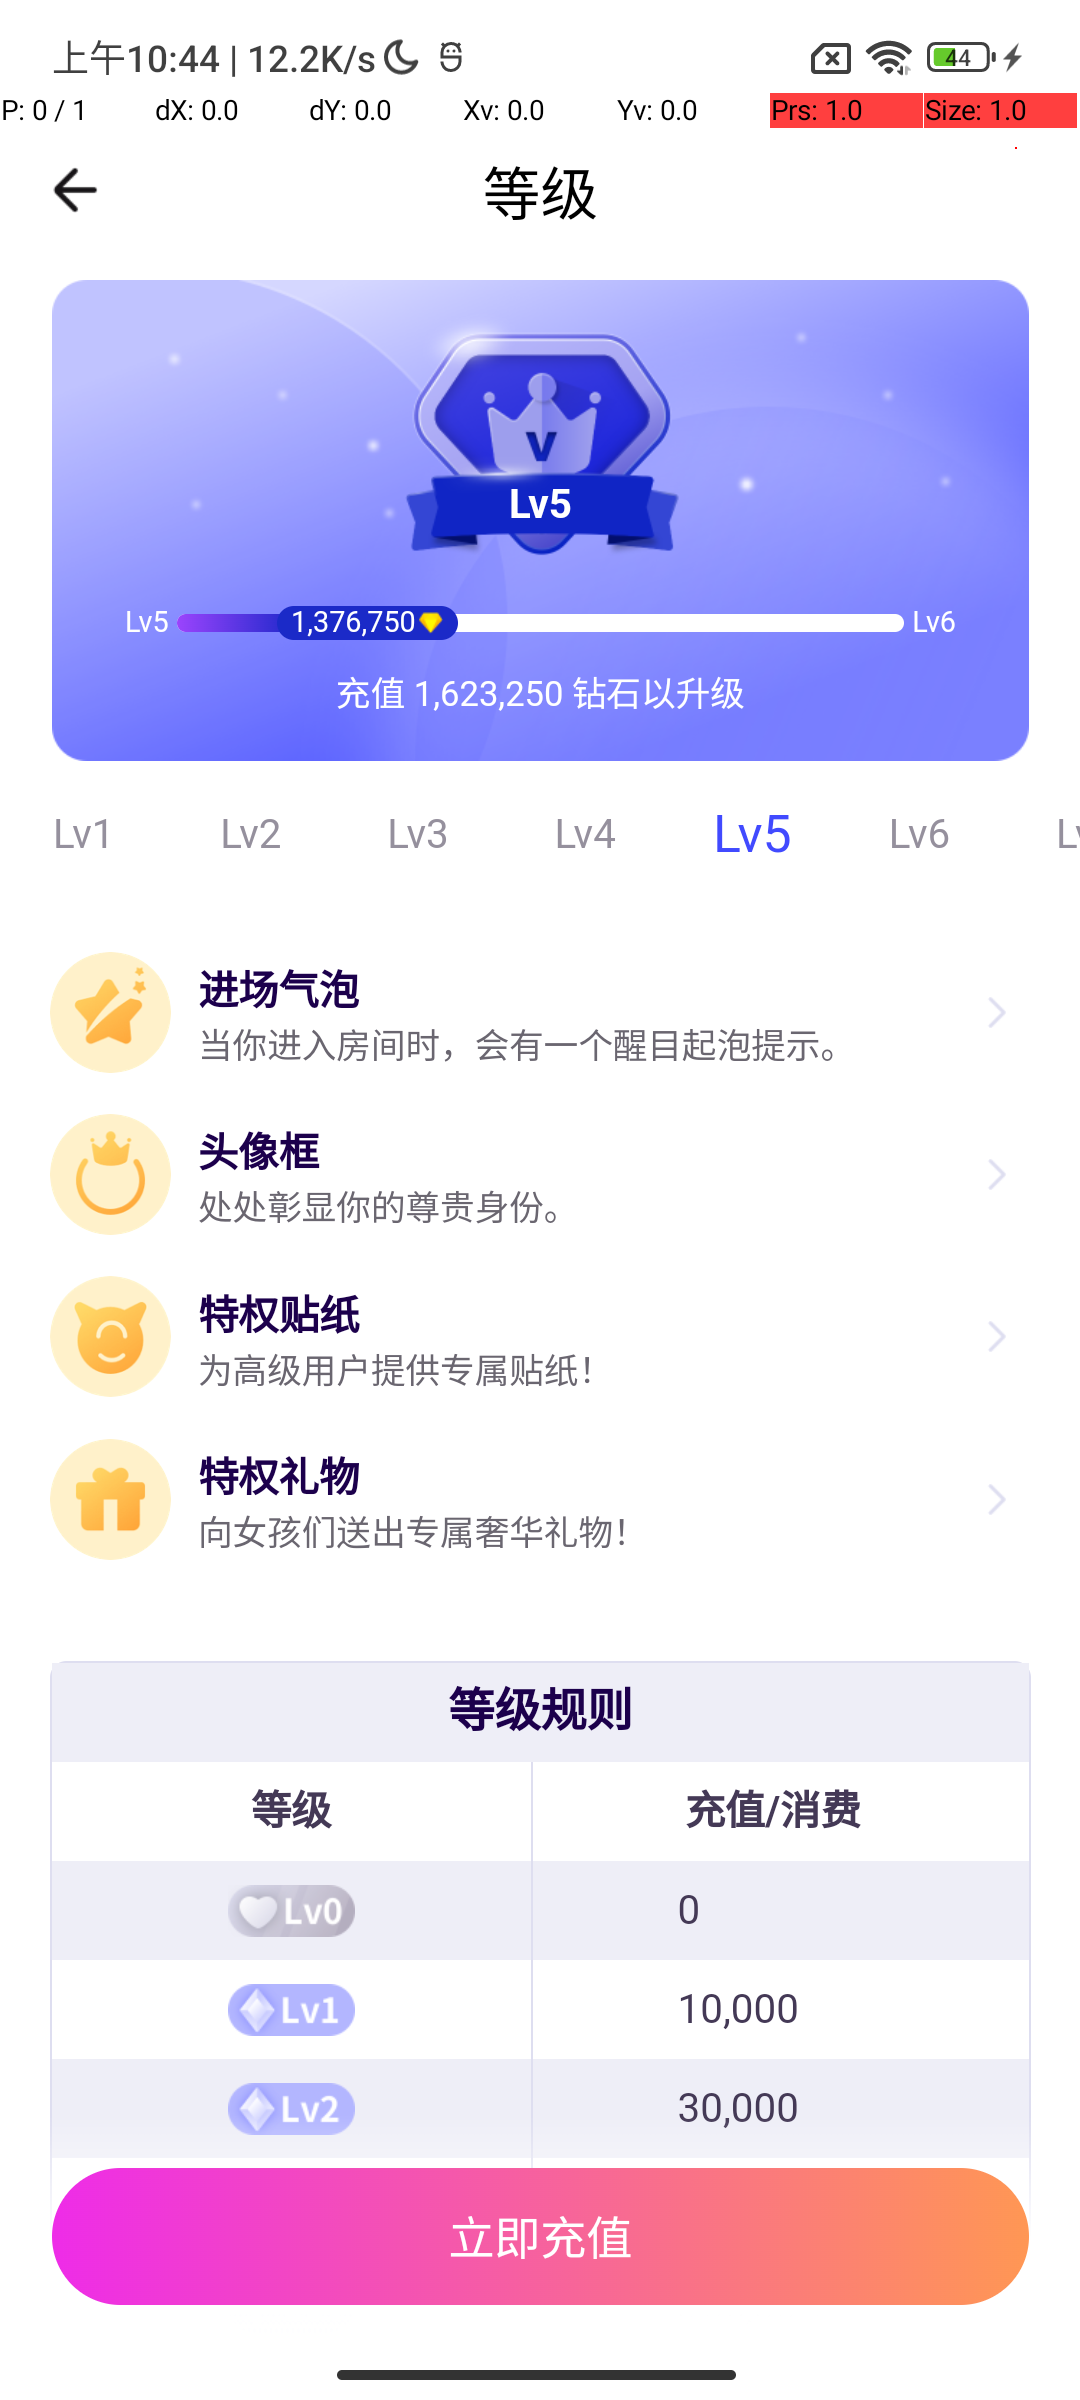 上午10:44 | 12.2K/s 44
P: 0 / 1 dX: 0.0 dY: 0.0 Xv: 0.0 Yv: 0.0 Prs: 1.0 Size: 1.0
等级
V
Lv5
Lv5 1,376,750 Lv6
充值 1,623,250 钻石以升级
Lv1 Lv2 Lv3 Lv4 Lv5 Lv6
进场气泡
当你进入房间时，会有一个醒目起泡提示。
头像框
处处彰显你的尊贵身份。
特权贴纸
为高级用户提供专属贴纸！
特权礼物
向女孩们送出专属奢华礼物！
等级规则
等级 充值/消费
Lv0 0
Lv1 10,000
Lv2 30,000
立即充值